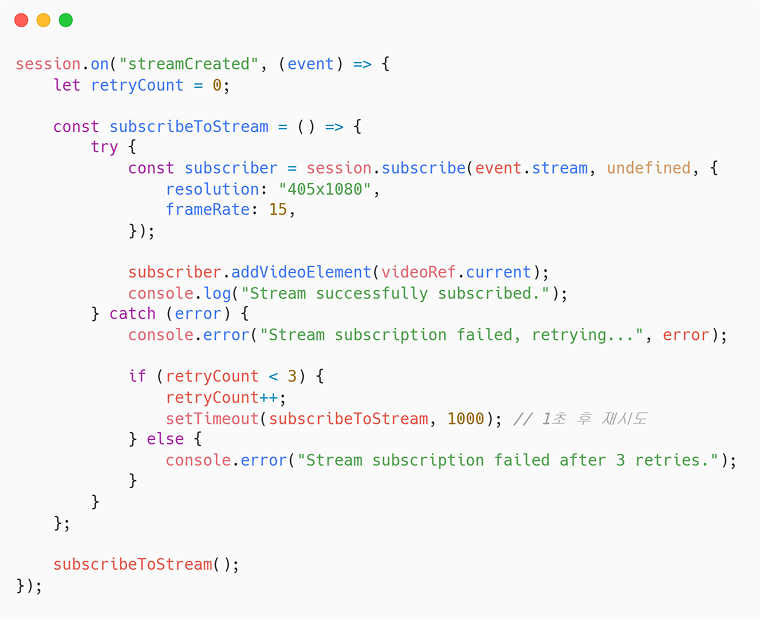 session.on("streamCreated", (event) => {
    let retryCount = 0;

    const subscribeToStream = () => {
        try {
            const subscriber = session.subscribe(event.stream, undefined, {
                resolution: "405x1080",
                frameRate: 15,
            });

            subscriber.addVideoElement(videoRef.current);
            console.log("Stream successfully subscribed.");
        } catch (error) {
            console.error("Stream subscription failed, retrying...", error);

            if (retryCount < 3) {
                retryCount++;
                setTimeout(subscribeToStream, 1000); // 1초 후 재시도
            } else {
                console.error("Stream subscription failed after 3 retries.");
            }
        }
    };

    subscribeToStream();
});